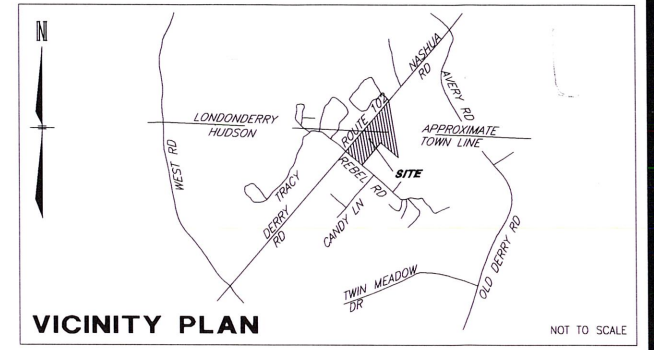 N
NASHUA
RD
AVERY RD
LONDONDERRY
HUDSON
ROUTE 102
APPROXIMATE
TOWN LINE
WEST RD
SITE
REBEL RD
TRACY
DERRY
RD
CANDY LN
OLD DERRY RD
TWIN MEADOW
DR
VICINITY PLAN
NOT TO SCALE